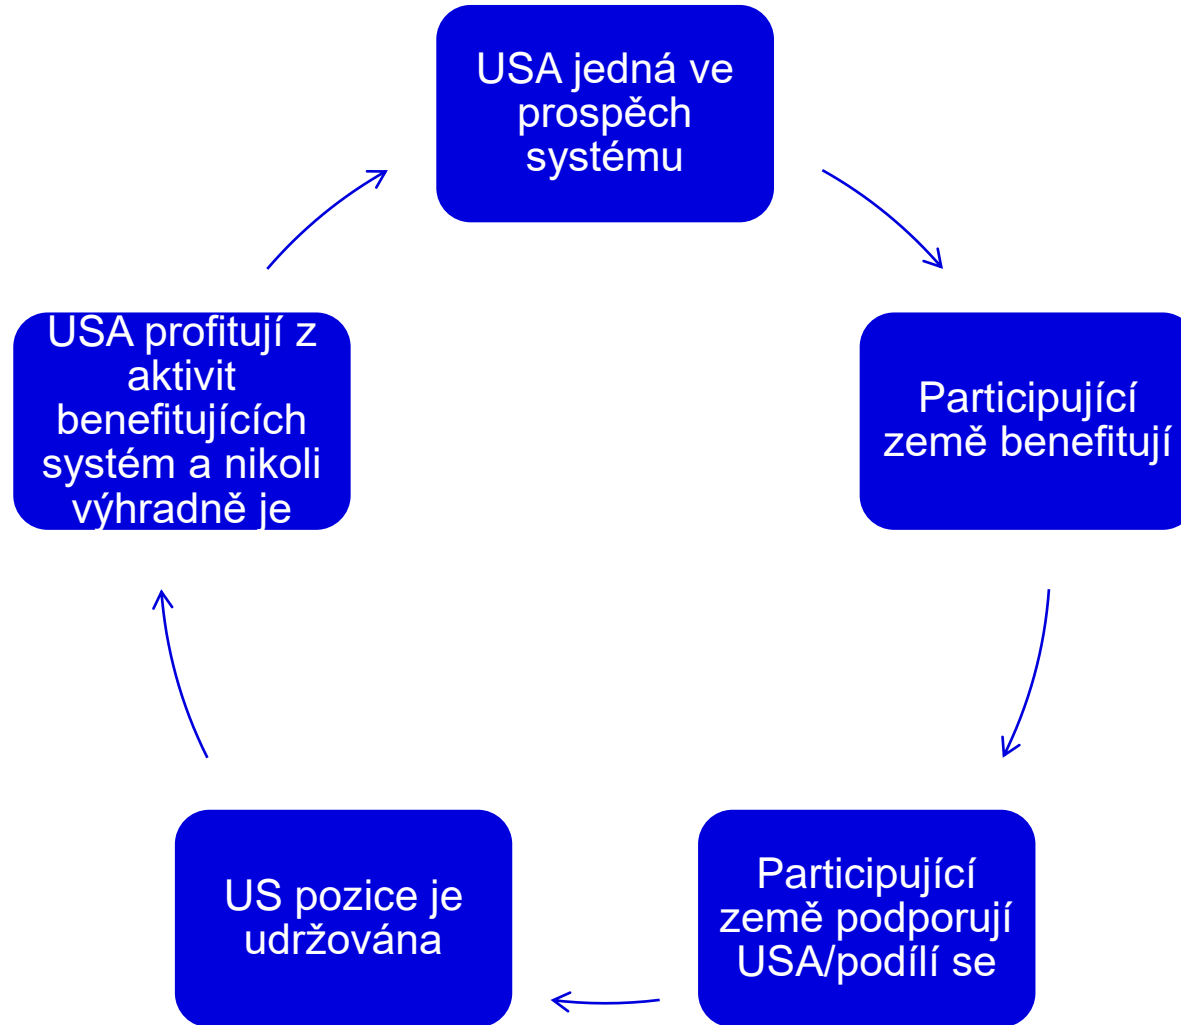 USA jedná ve
prospěch
systému
Participující
země benefitují
Participující
země podporují
USA/podílí se
US pozice je
udržována
USA profitují z
aktivit
benefitujících
systém a nikoli
výhradně je